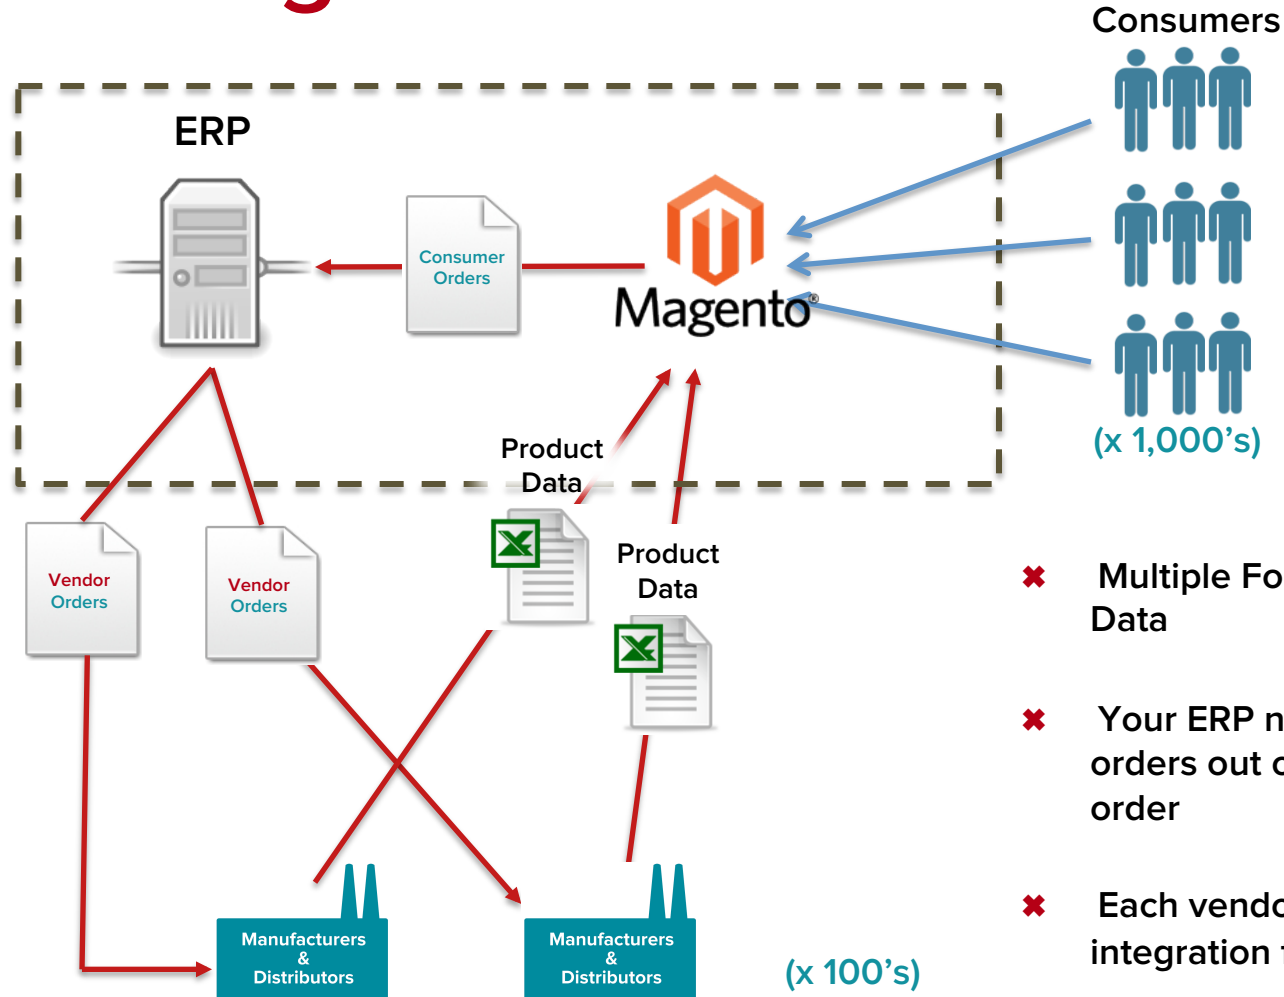 Consumers
ERP
Consumer
Orders
Magento®
(x 1,000's)
Product
Data
Product
Data
Vendor
Orders
Vendor
Orders
✖ Multiple Fo
Data
✖ Your ERP n
orders out o
order
✖ Each vendo
integration
Manufacturers
&
Distributors
Manufacturers
&
Distributors
(x 100's)